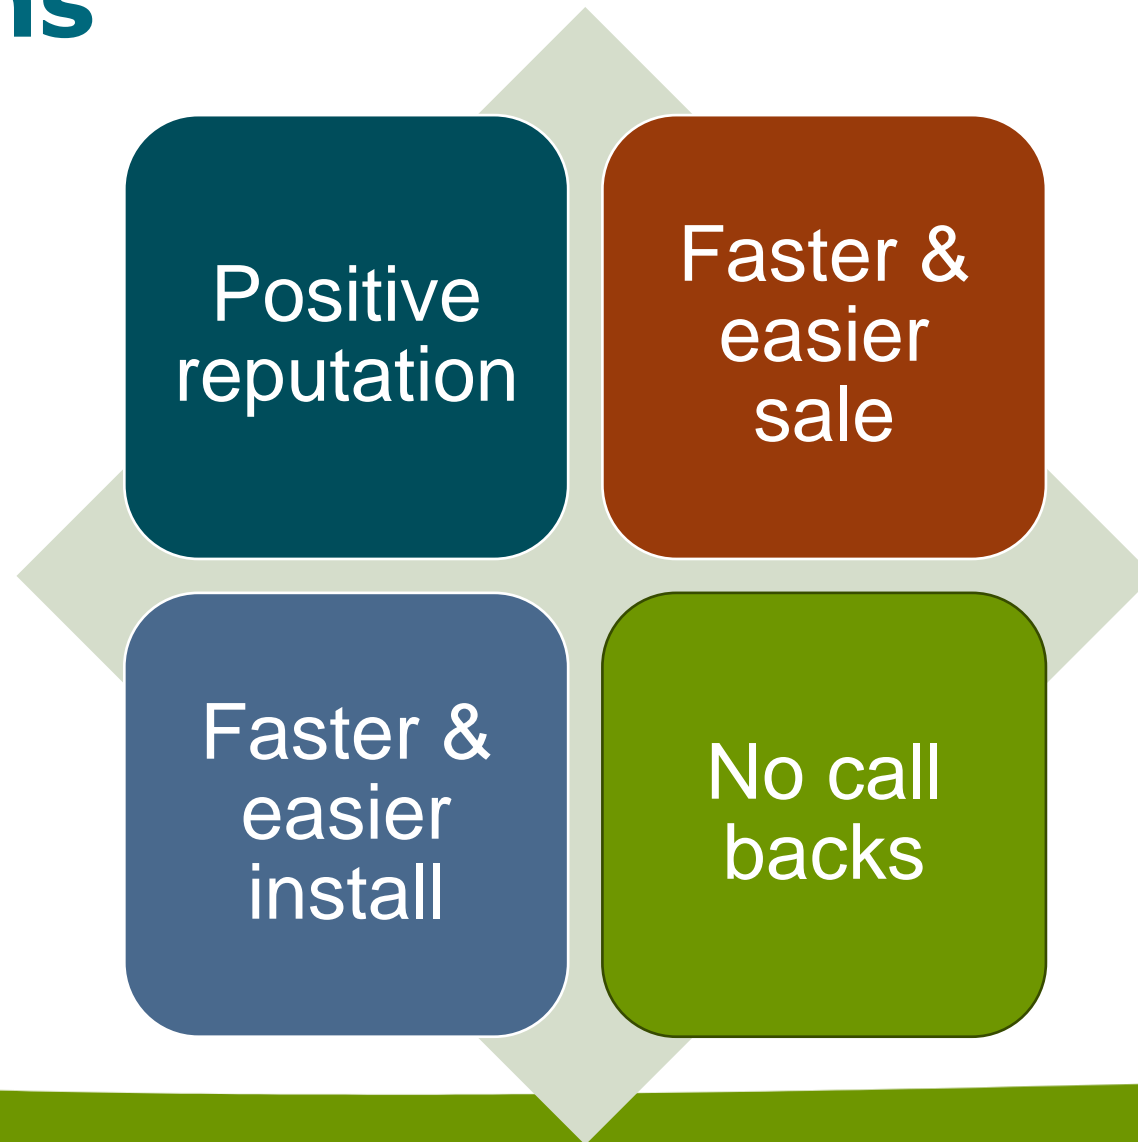 Positive
reputation
Faster &
easier
sale
Faster &
easier
install
No call
backs